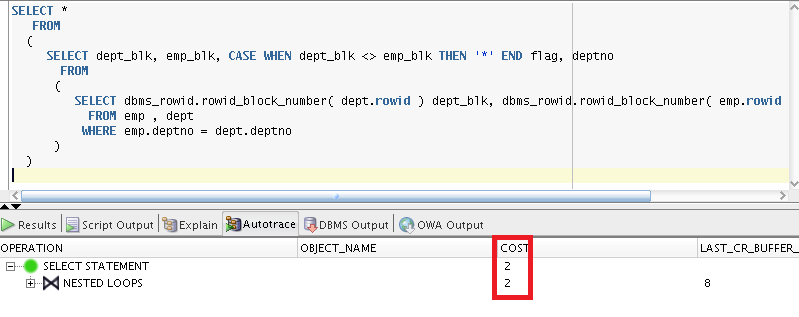 SELECT *
FROM
(
SELECT dept_blk, emp_blk, CASE WHEN dept_blk <> emp_blk THEN '*' END flag, deptno
FROM
(
SELECT dbms_rowid.rowid_block_number( dept.rowid ) dept_blk, dbms_rowid.rowid_block_number( emp.rowid
FROM emp , dept
WHERE emp.deptno = dept.deptno
)
)
Results Script Output Explain Autotrace DBMS Output OWA Output
OPERATION OBJECT_NAME COST LAST_CR_BUFFER_
SELECT STATEMENT 2
NESTED LOOPS 2 8